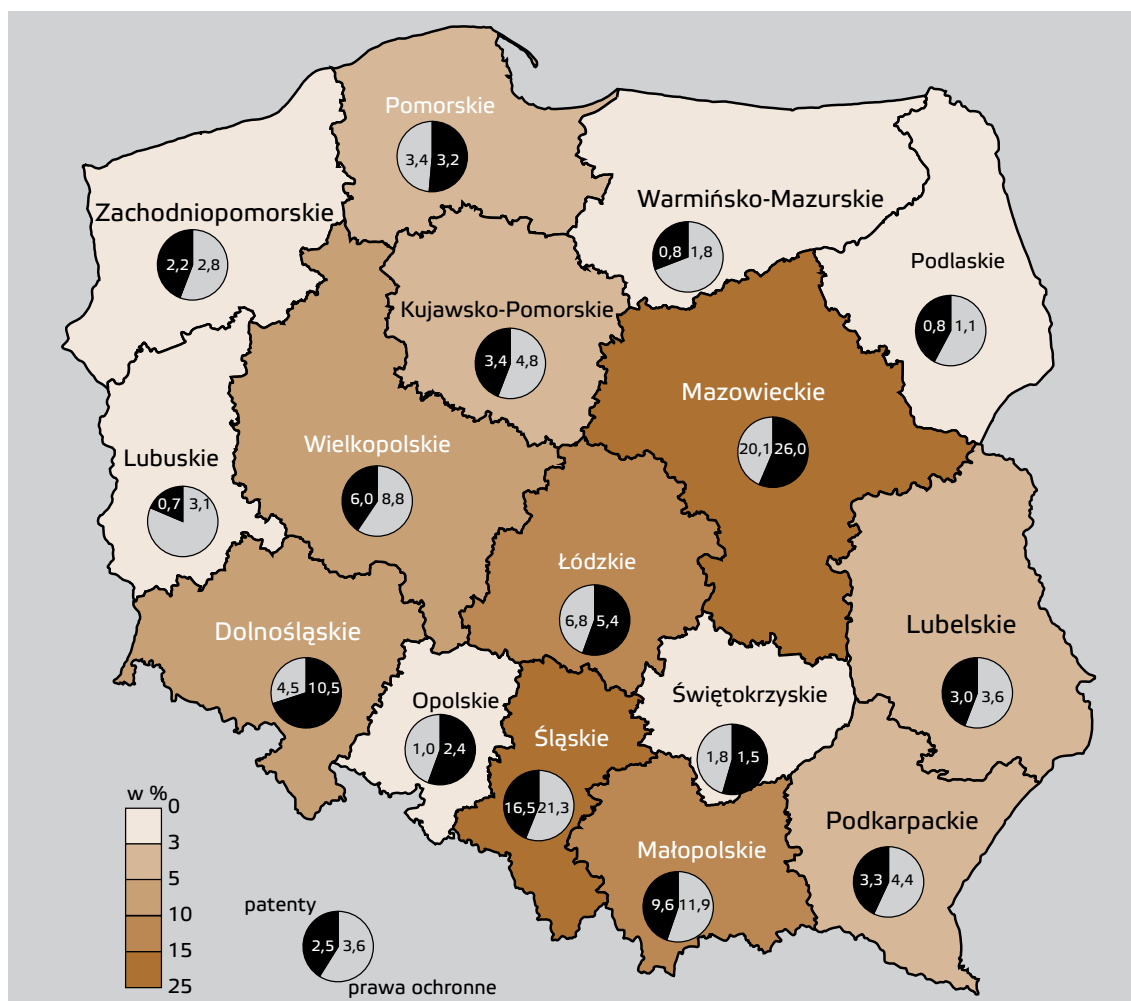 Pomorskie
3,4 3,2
Zachodniopomorskie
2,2 2,8
Warmińsko-Mazurskie
0,8 1,8
Podlaskie
0,8 1,1
Kujawsko-Pomorskie
3,4 4,8
Mazowieckie
20,1 26,0
Wielkopolskie
6,0 8,8
Lubuskie
0,7 3,1
Łódzkie
6,8 5,4
Dolnośląskie
4,5 10,5
Lubelskie
3,0 3,6
Opolskie
1,0 2,4
Śląskie
16,5 21,3
Świętokrzyskie
1,8 1,5
Małopolskie
9,6 11,9
Podkarpackie
3,3 4,4
w %
0
3
5
10
15
25
patenty
2,5 3,6
prawa ochronne